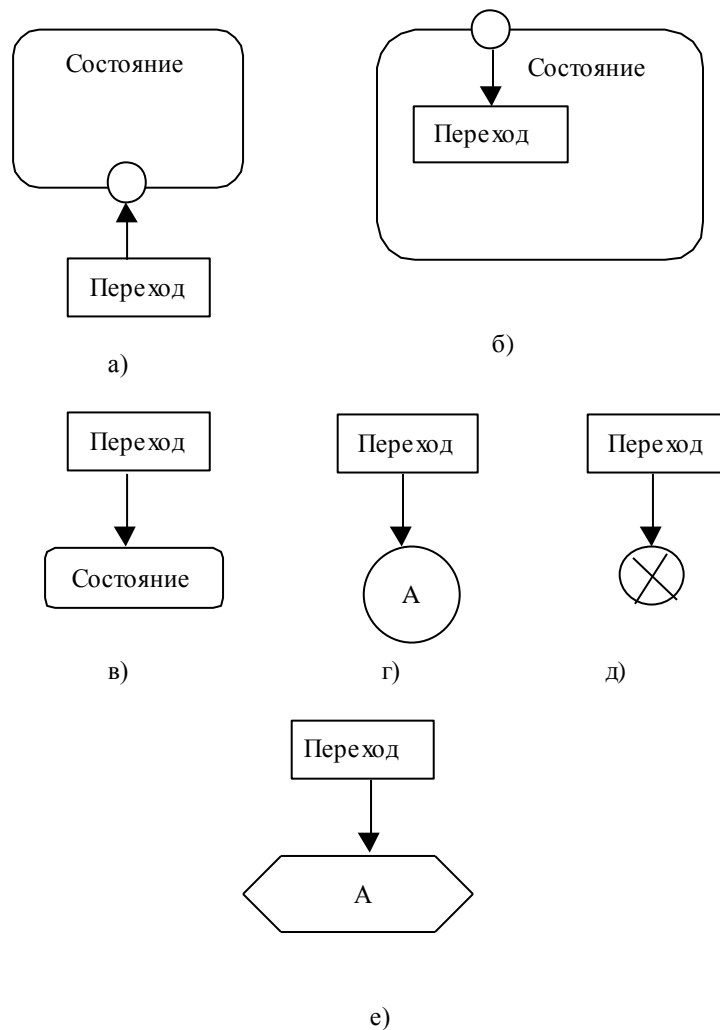 Состояние
Состояние
Переход
Переход
б)
а)
Переход
Переход
Переход
Состояние
А
в)
г)
д)
Переход
А
е)